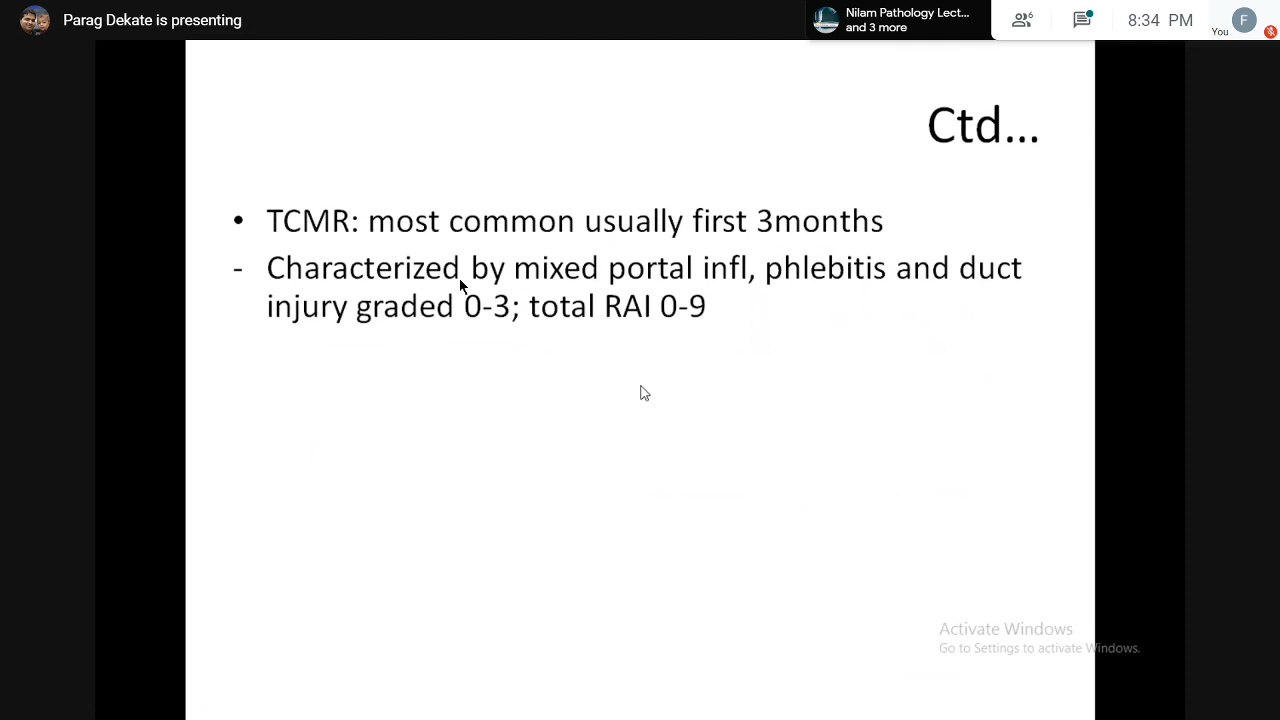 Parag Dekate is presenting
Nilam Pathology Lect...
and 3 more
6
8:34 PM
You
F
Ctd...
• TCMR: most common usually first 3months
- Characterized by mixed portal infl, phlebitis and duct
injury graded 0-3; total RAI 0-9
Activate Windows
Go to Settings to activate Windows.